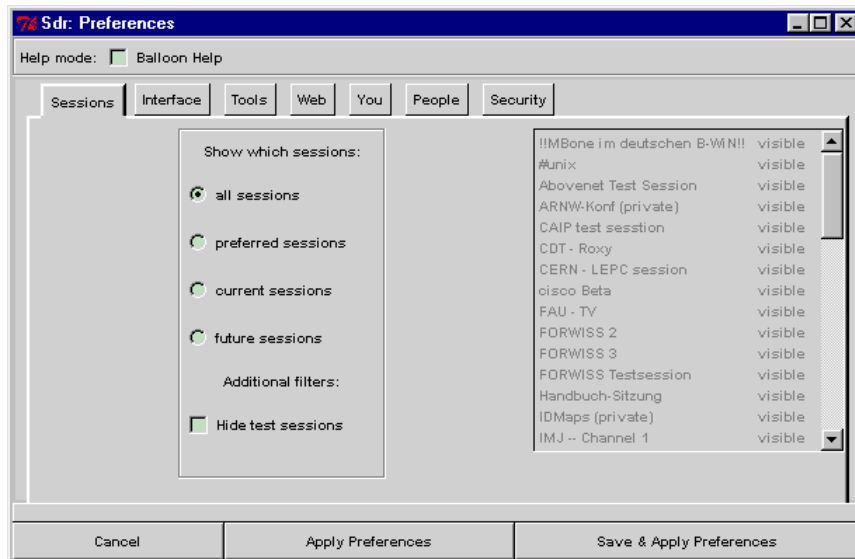 Sdr: Preferences
Help mode: Balloon Help
Sessions Interface Tools Web You People Security
Show which sessions:
all sessions
preferred sessions
current sessions
future sessions
Additional filters:
Hide test sessions
!!MBone im deutschen B-WiN!! visible
#unix visible
Abovenet Test Session visible
ARNW-Konf (private) visible
CAIP test sesstion visible
CDT - Roxy visible
CERN - LEPC session visible
cisco Beta visible
FAU - TV visible
FORWISS 2 visible
FORWISS 3 visible
FORWISS Testsession visible
Handbuch-Sitzung visible
IDMaps (private) visible
IMJ -- Channel 1 visible
Cancel Apply Preferences Save & Apply Preferences